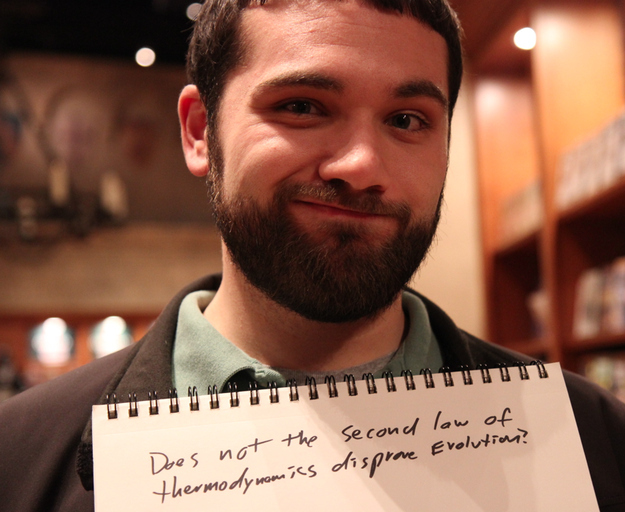 Does not the second law of
thermodynamics disprove Evolution?